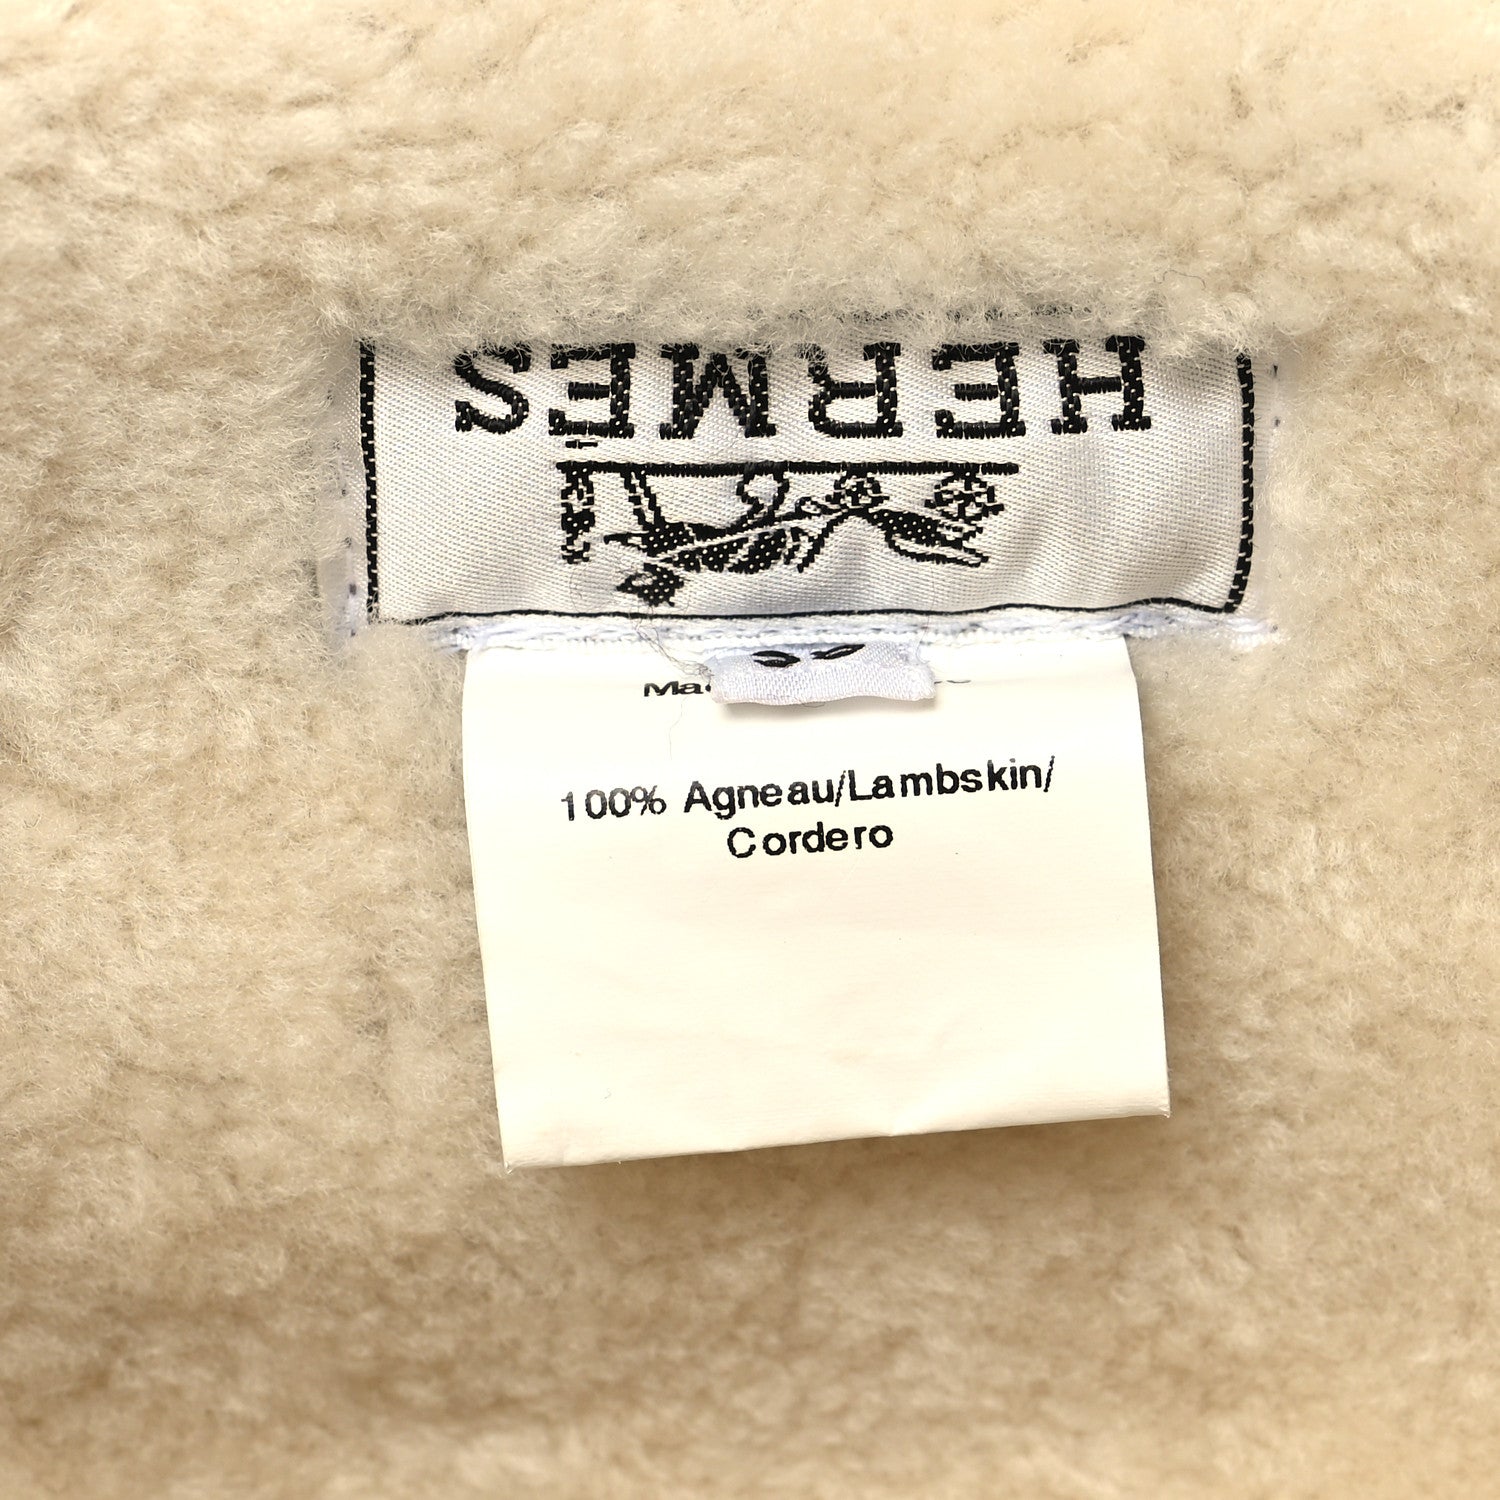 HERMES
100% Agneau/Lambskin/
Cordero